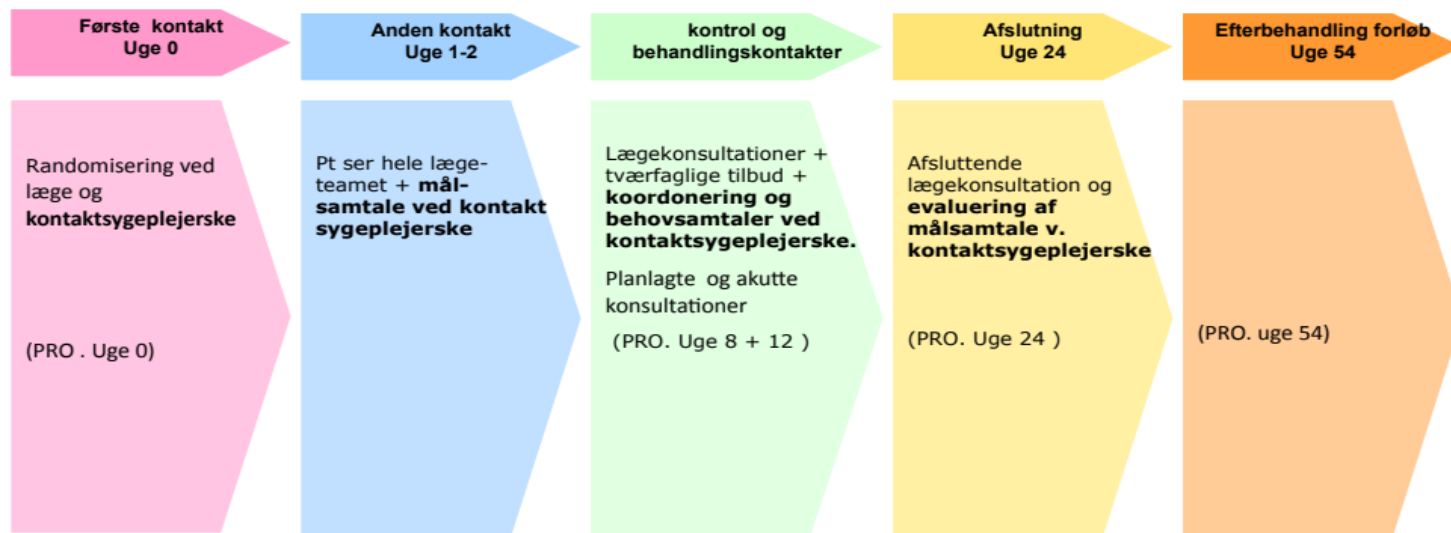 Første kontakt
Uge 0
Anden kontakt
Uge 1-2
kontrol og
behandlingskontakter
Afslutning
Uge 24
Efterbehandling forløb
Uge 54
Randomisering ved
læge og
kontaktsygeplejerske
(PRO . Uge 0)
Pt ser hele læge-
teamet + mål-
samtale ved kontakt
sygeplejerske
Lægekonsultationer +
tværfaglige tilbud +
koordonering og
behovsamtaler ved
kontaktsygeplejerske.
Planlagte og akutte
konsultationer
(PRO. Uge 8 + 12 )
Afsluttende
lægekonsultation og
evaluering af
målsamtale v.
kontaktsygeplejerske
(PRO. Uge 24 )
(PRO. uge 54)